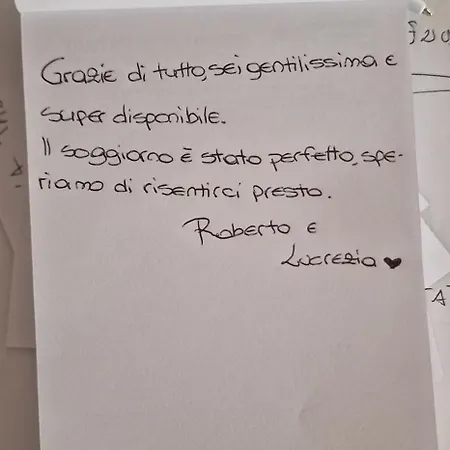 Grazie di tutto, sei gentilissima e
super disponibile.
Il soggiorno è stato perfetto, spe-
riamo di risentirci presto.
Roberto e
Lucrezia ♥